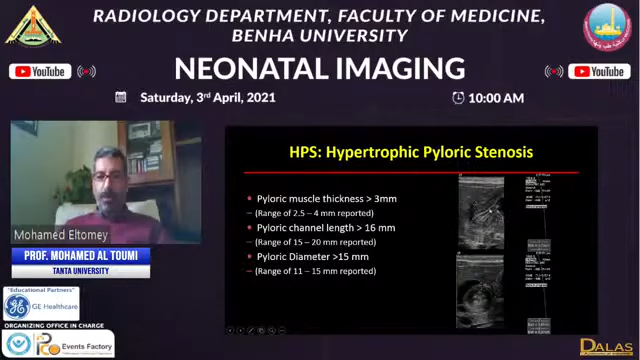 RADIOLOGY DEPARTMENT, FACULTY OF MEDICINE,
BENHA UNIVERSITY
YouTube
NEONATAL IMAGING
YouTube
Saturday, 3rd April, 2021
10:00 AM
HPS: Hypertrophic Pyloric Stenosis
• Pyloric muscle thickness > 3mm
– (Range of 2.5 – 4 mm reported)
• Pyloric channel length > 16 mm
– (Range of 15 – 20 mm reported)
• Pyloric Diameter >15 mm
– (Range of 11 – 15 mm reported)
Mohamed Eltomey
PROF. MOHAMED AL TOUMI
TANTA UNIVERSITY
"Educational Partners"
GE Healthcare
ORGANIZING OFFICE IN CHARGE
Events Factory
DALAS